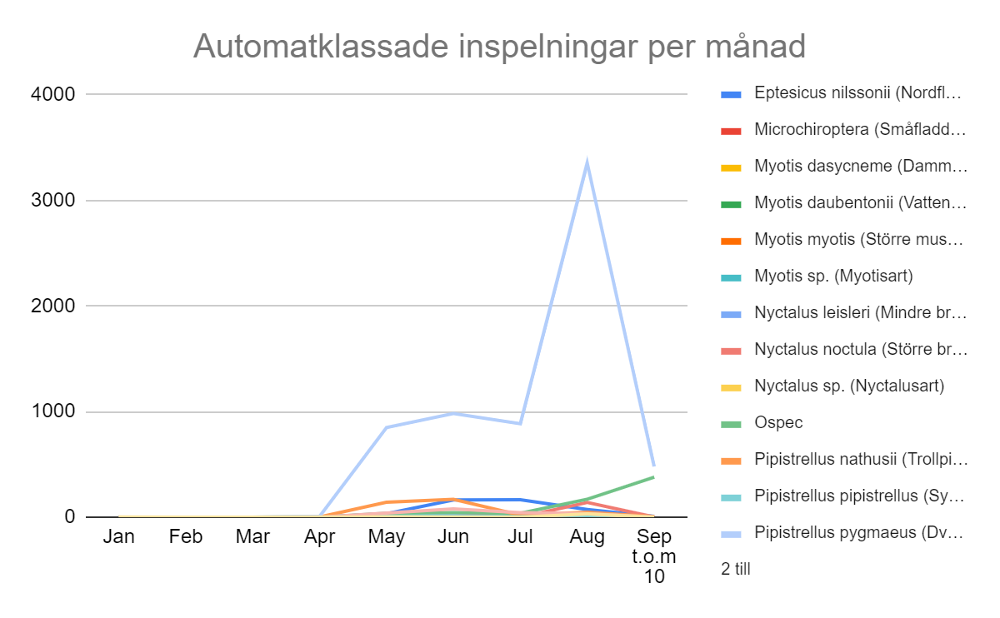 Automatklassade inspelningar per månad
4000
3000
2000
1000
0
Jan
Feb
Mar
Apr
May
Jun
Jul
Aug
Sep
t.o.m
10
Eptesicus nilssonii (Nordfl…
Microchiroptera (Småfladd…
Myotis dasycneme (Damm…
Myotis daubentonii (Vatten…
Myotis myotis (Större mus…
Myotis sp. (Myotisart)
Nyctalus leisleri (Mindre br…
Nyctalus noctula (Större br…
Nyctalus sp. (Nyctalusart)
Ospec
Pipistrellus nathusii (Trollpi…
Pipistrellus pipistrellus (Sy…
Pipistrellus pygmaeus (Dv…
2 till